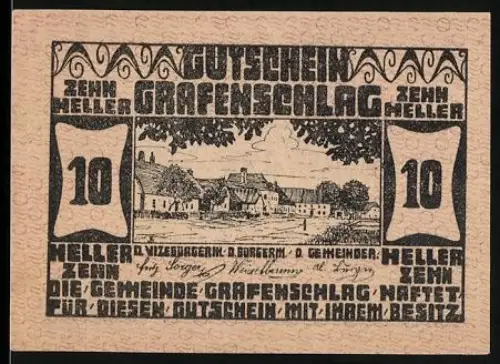 GUTSCHEIN
ZEHN HELLER GRAFENSCHLAG ZEHN HELLER
10 10
D. VIZEBÜRGERM. D. BÜRGERM. D. GEMEINDER.
HELLER ZEHN HELLER ZEHN
DIE GEMEINDE GRAFENSCHLAG HAFTET
FÜR DIESEN GUTSCHEIN MIT IHREM BESITZ.